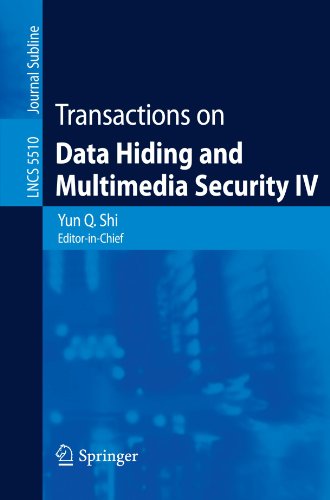 LNCS 5510
Journal Subline
Transactions on
Data Hiding and
Multimedia Security IV
Yun Q. Shi
Editor-in-Chief
Springer